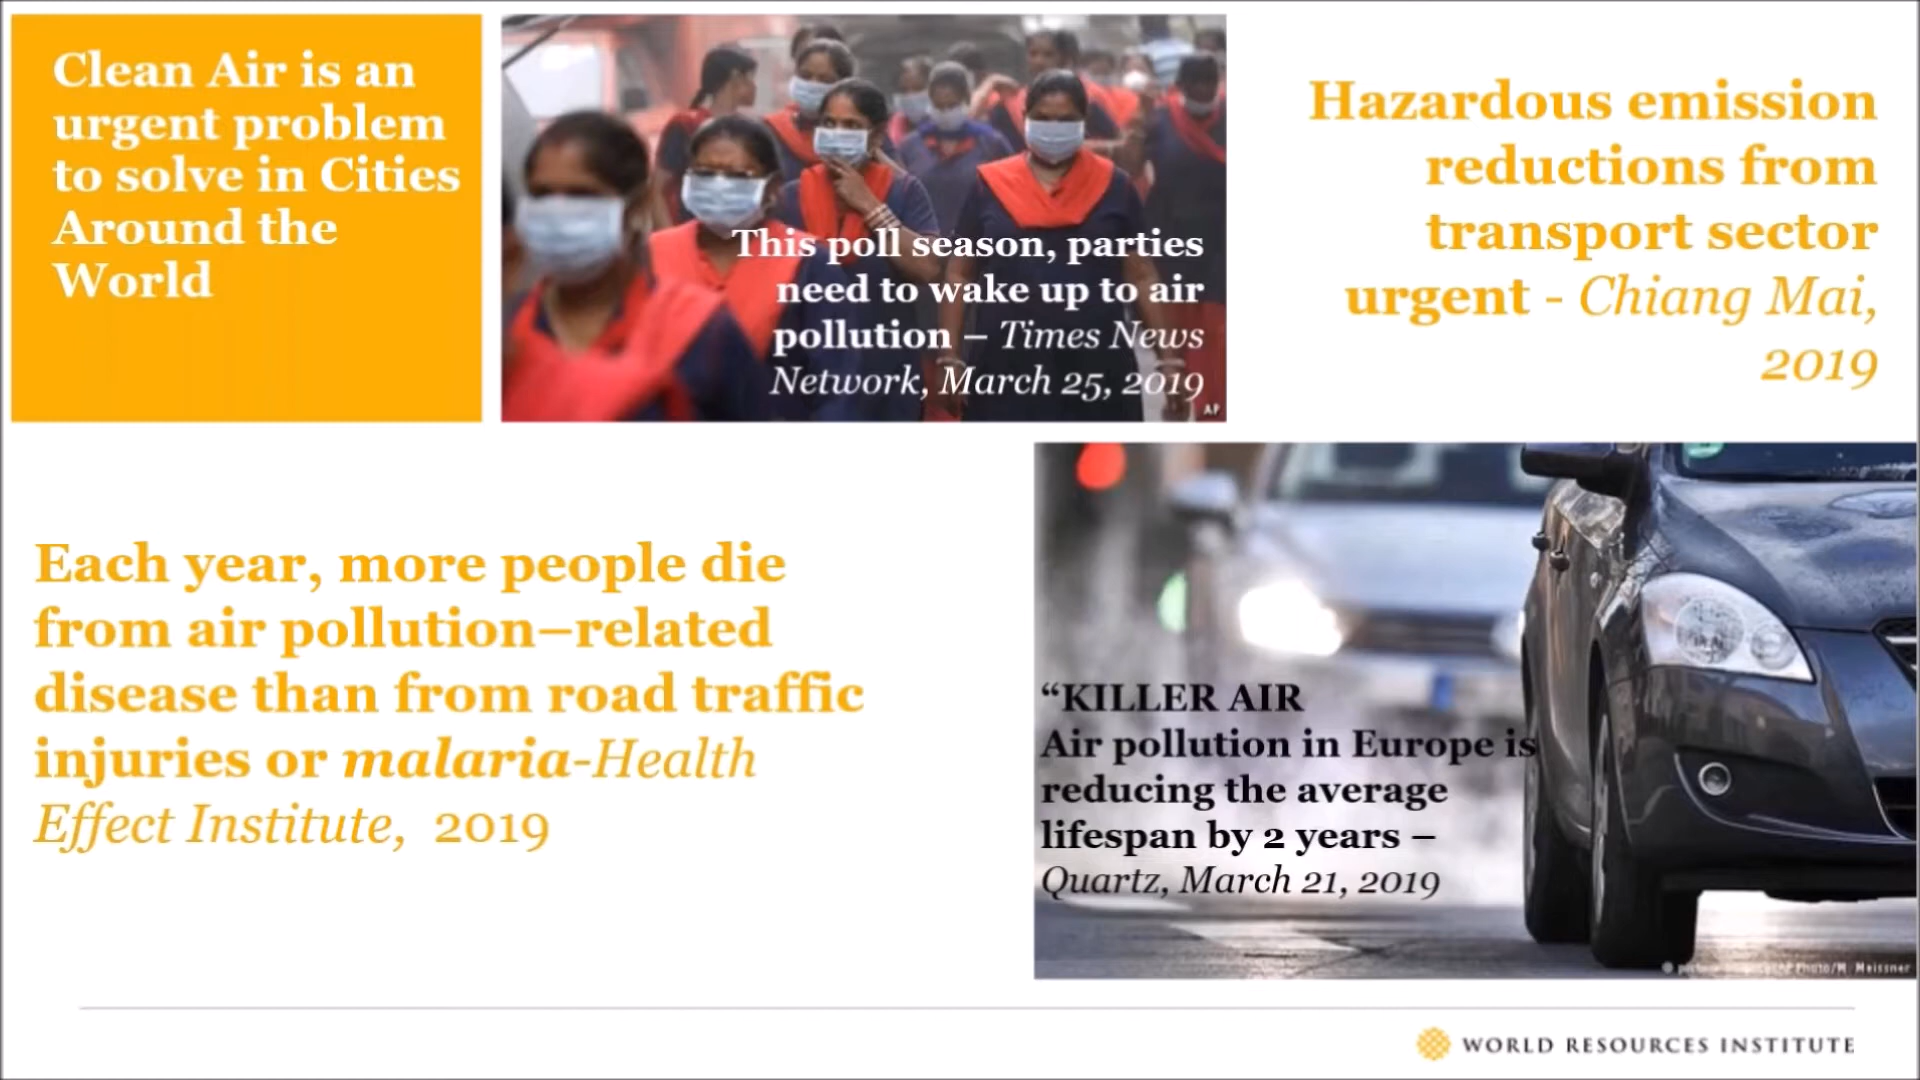 Clean Air is an
urgent problem
to solve in Cities
Around the
World
This poll season, parties
need to wake up to air
pollution – Times News
Network, March 25, 2019
AP
Hazardous emission
reductions from
transport sector
urgent - Chiang Mai,
2019
Each year, more people die
from air pollution–related
disease than from road traffic
injuries or malaria-Health
Effect Institute, 2019
“KILLER AIR
Air pollution in Europe is
reducing the average
lifespan by 2 years –
Quartz, March 21, 2019
Photo/M. Meissner
WORLD RESOURCES INSTITUTE